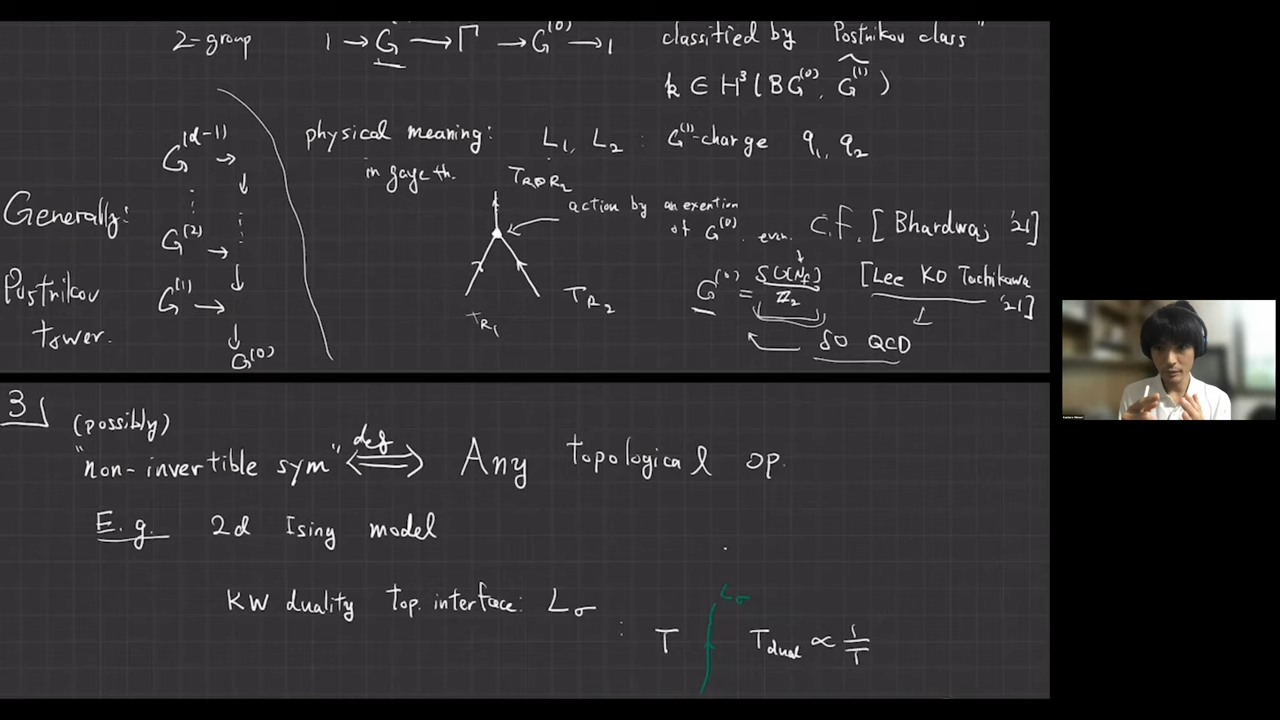 2-group 1 → G → Γ → G^(0) → 1 classified by Postnikov class"
k ∈ H³(BG^(0), G^(1))
G^(d-1) → physical meaning: L₁, L₂ : G^(1)-charge q₁, q₂
in gauge th. T_{R₁⊗R₂}
action by an exention
Generally: of G^(0). even. c.f. [Bhardwaj '21]
G^(2) →
Postnikov G^(1) → T_{R₁} T_{R₂} G^(0) = SU(N_f)/Z₂ [Lee KO Tachikawa '21]
tower. G^(0) SO QCD
3]
(possibly)
"non-invertible sym" ⟺ def Any topological op.
E.g. 2d Ising model
KW duality top. interface: L_σ : T L_σ T_dual ∝ 1/T